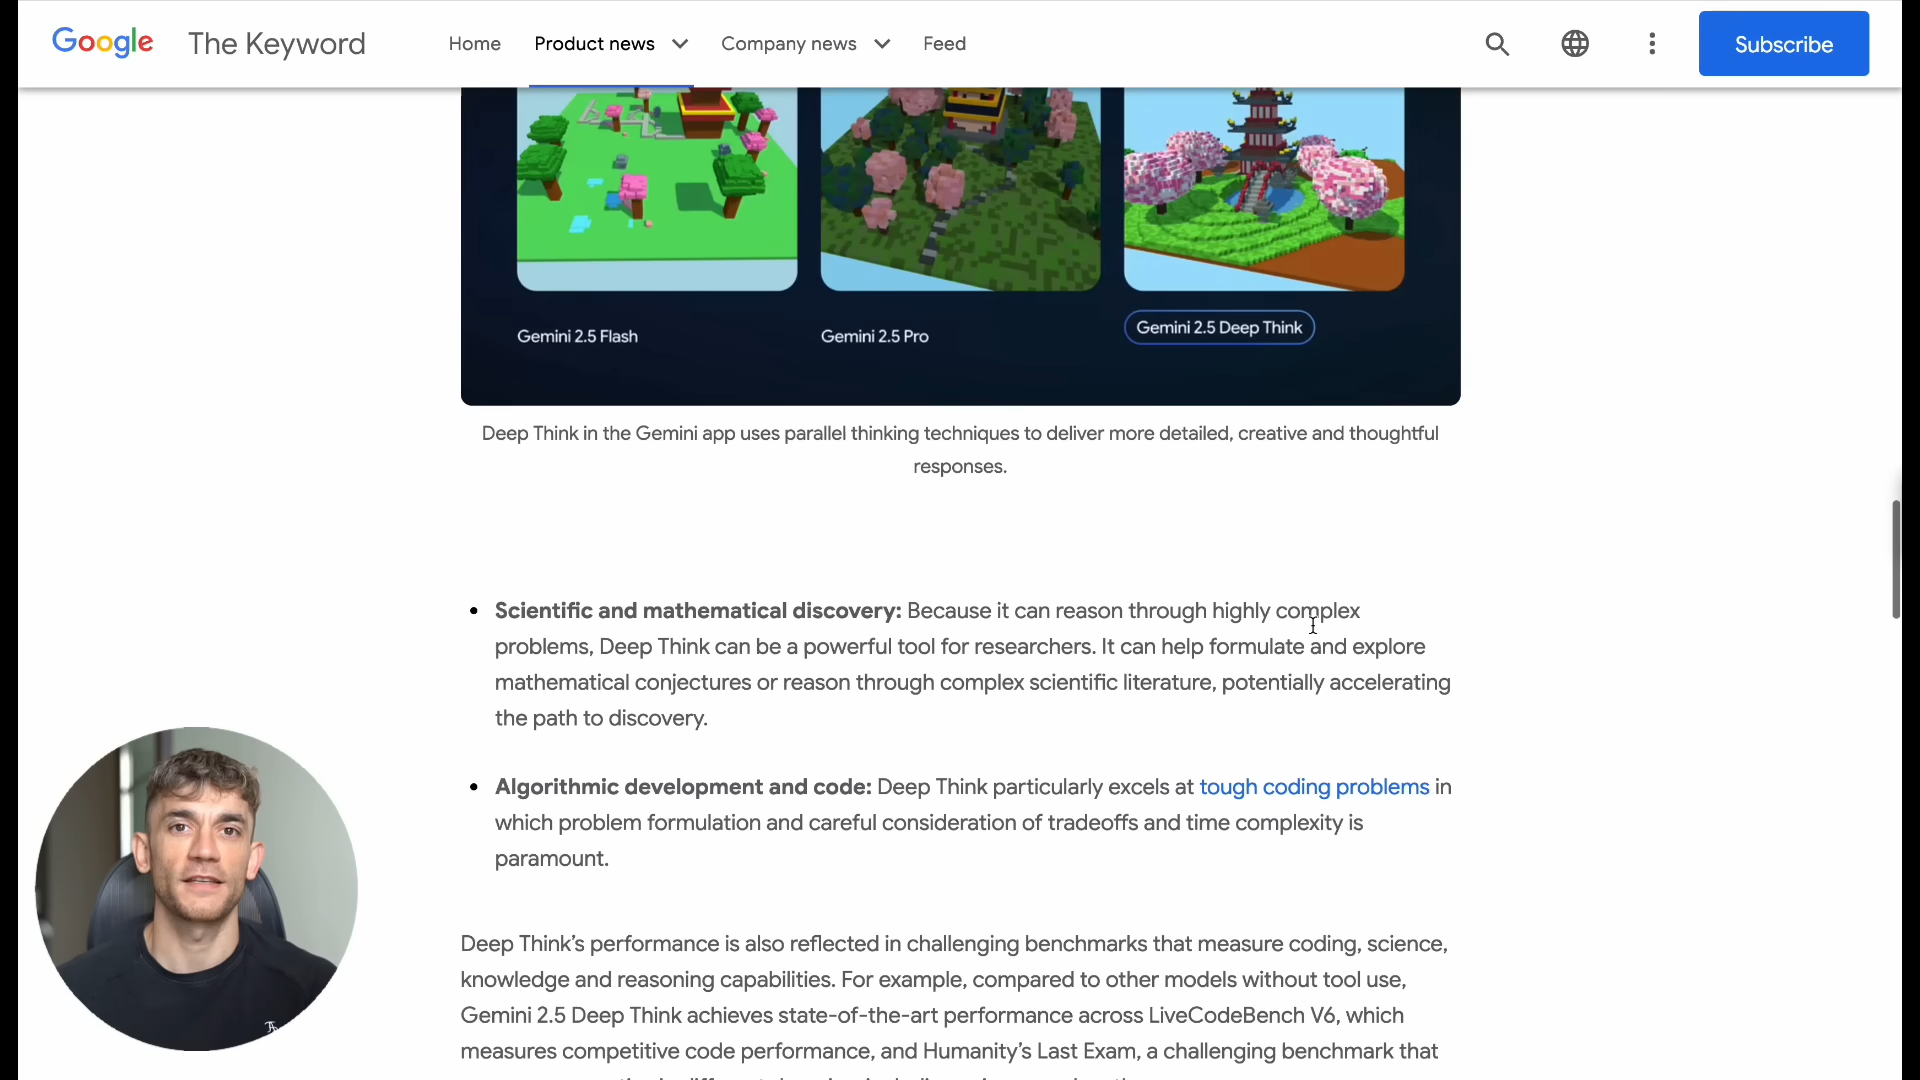 Google The Keyword Home Product news Company news Feed Subscribe
Gemini 2.5 Flash Gemini 2.5 Pro Gemini 2.5 Deep Think
Deep Think in the Gemini app uses parallel thinking techniques to deliver more detailed, creative and thoughtful
responses.
• Scientific and mathematical discovery: Because it can reason through highly complex
problems, Deep Think can be a powerful tool for researchers. It can help formulate and explore
mathematical conjectures or reason through complex scientific literature, potentially accelerating
the path to discovery.
• Algorithmic development and code: Deep Think particularly excels at tough coding problems in
which problem formulation and careful consideration of tradeoffs and time complexity is
paramount.
Deep Think’s performance is also reflected in challenging benchmarks that measure coding, science,
knowledge and reasoning capabilities. For example, compared to other models without tool use,
Gemini 2.5 Deep Think achieves state-of-the-art performance across LiveCodeBench V6, which
measures competitive code performance, and Humanity’s Last Exam, a challenging benchmark that